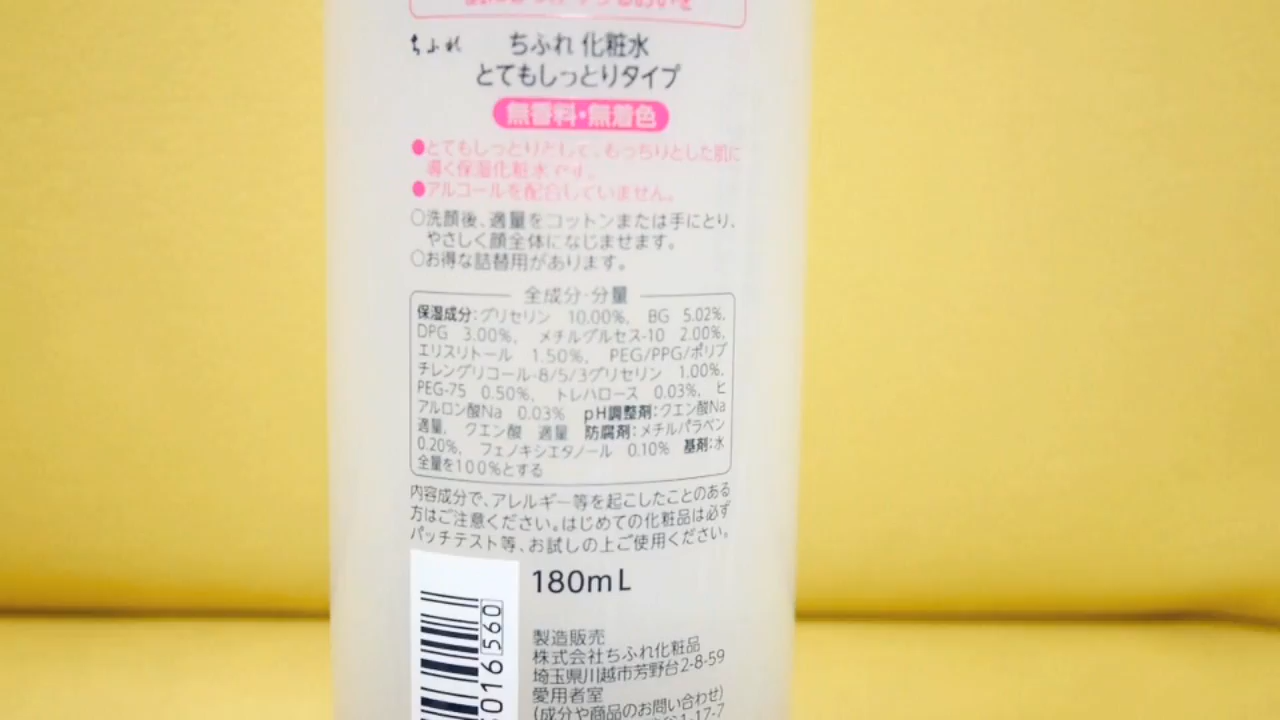 ちふれ ちふれ 化粧水
とてもしっとりタイプ
無香料・無着色
●とてもしっとりとして、もっちりとした肌に
導く保湿化粧水です。
●アルコールを配合していません。
○洗顔後、適量をコットンまたは手にとり、
やさしく顔全体になじませます。
○お得な詰替用があります。
全成分・分量
保湿成分:グリセリン 10.00%、 BG 5.02%、
DPG 3.00%、 メチルグルセス-10 2.00%、
エリスリトール 1.50%、 PEG/PPG/ポリブ
チレングリコール-8/5/3グリセリン 1.00%、
PEG-75 0.50%、 トレハロース 0.03%、 ヒ
アルロン酸Na 0.03% pH調整剤:クエン酸Na
適量、 クエン酸 適量 防腐剤:メチルパラベン
0.20%、 フェノキシエタノール 0.10% 基剤:水
全量を100%とする
内容成分で、アレルギー等を起こしたことのある
方はご注意ください。はじめての化粧品は必ず
パッチテスト等、お試しの上ご使用ください。
180mL
製造販売
株式会社ちふれ化粧品
埼玉県川越市芳野台2-8-59
愛用者室
(成分や商品のお問い合わせ)
1-17-7
016560